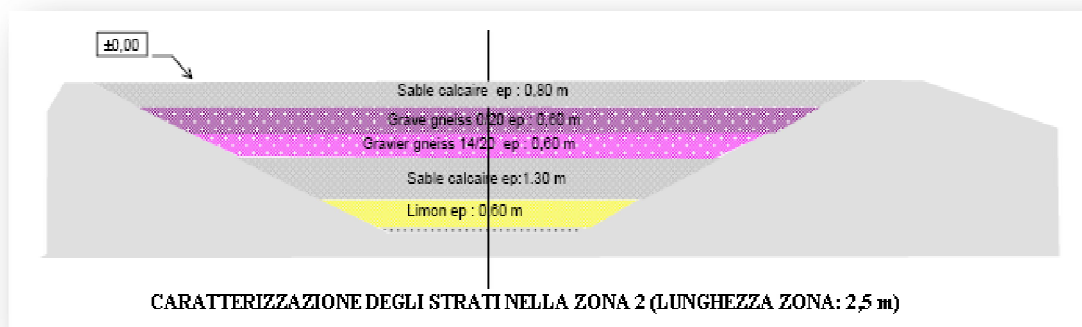 ±0,00
Sable calcaire ep : 0,80 m
Grave gneiss 0/20 ep : 0,60 m
Gravier gneiss 14/20 ep : 0,60 m
Sable calcaire ep:1.30 m
Limon ep : 0,60 m
CARATTERIZZAZIONE DEGLI STRATI NELLA ZONA 2 (LUNGHEZZA ZONA: 2,5 m)